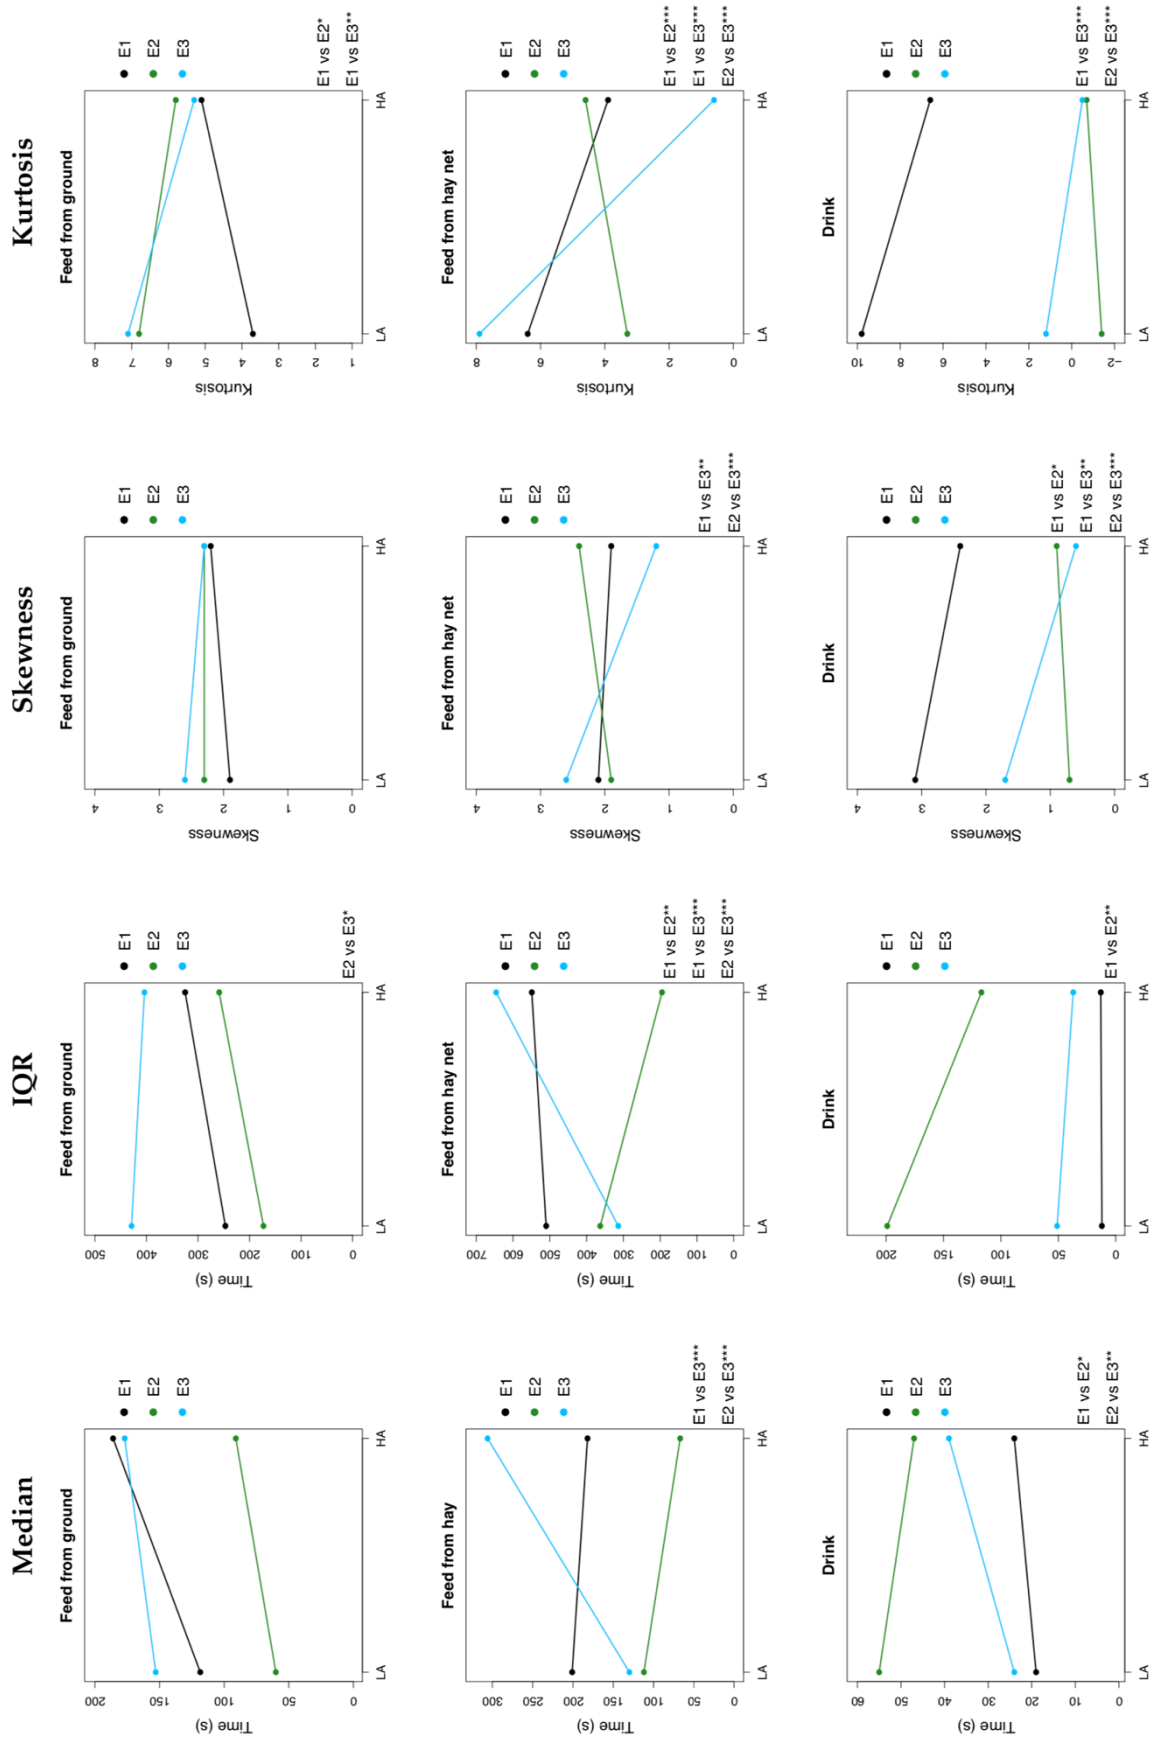 Median
IQR
Skewness
Kurtosis
Feed from ground
Time (s)
200
150
100
50
0
LA HA
E1
E2
E3
Feed from ground
Time (s)
500
400
300
200
100
0
LA HA
E1
E2
E3
E2 vs E3*
Feed from ground
Skewness
4
3
2
1
0
LA HA
E1
E2
E3
Feed from ground
Kurtosis
8
7
6
5
4
3
2
1
LA HA
E1
E2
E3
E1 vs E2*
E1 vs E3**
Feed from hay
Time (s)
300
250
200
150
100
50
0
LA HA
E1
E2
E3
E1 vs E3***
E2 vs E3***
Feed from hay net
Time (s)
700
600
500
400
300
200
100
0
LA HA
E1
E2
E3
E1 vs E2**
E1 vs E3***
E2 vs E3***
Feed from hay net
Skewness
4
3
2
1
0
LA HA
E1
E2
E3
E1 vs E3**
E2 vs E3***
Feed from hay net
Kurtosis
8
6
4
2
0
LA HA
E1
E2
E3
E1 vs E2***
E1 vs E3***
E2 vs E3***
Drink
Time (s)
60
50
40
30
20
10
0
LA HA
E1
E2
E3
E1 vs E2*
E2 vs E3**
Drink
Time (s)
200
150
100
50
0
LA HA
E1
E2
E3
E1 vs E2**
Drink
Skewness
4
3
2
1
0
LA HA
E1
E2
E3
E1 vs E2*
E1 vs E3**
E2 vs E3***
Drink
Kurtosis
10
8
6
4
2
0
−2
LA HA
E1
E2
E3
E1 vs E3***
E2 vs E3***